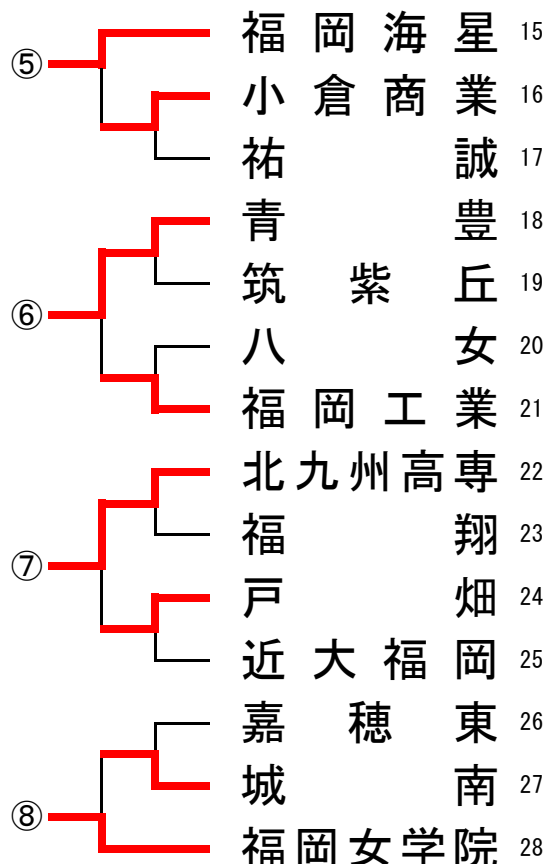 福岡海星 15
⑤
小倉商業 16
祐誠 17
青豊 18
筑紫丘 19
⑥
八女 20
福岡工業 21
北九州高専 22
福翔 23
⑦
戸畑 24
近大福岡 25
嘉穂東 26
城南 27
⑧
福岡女学院 28